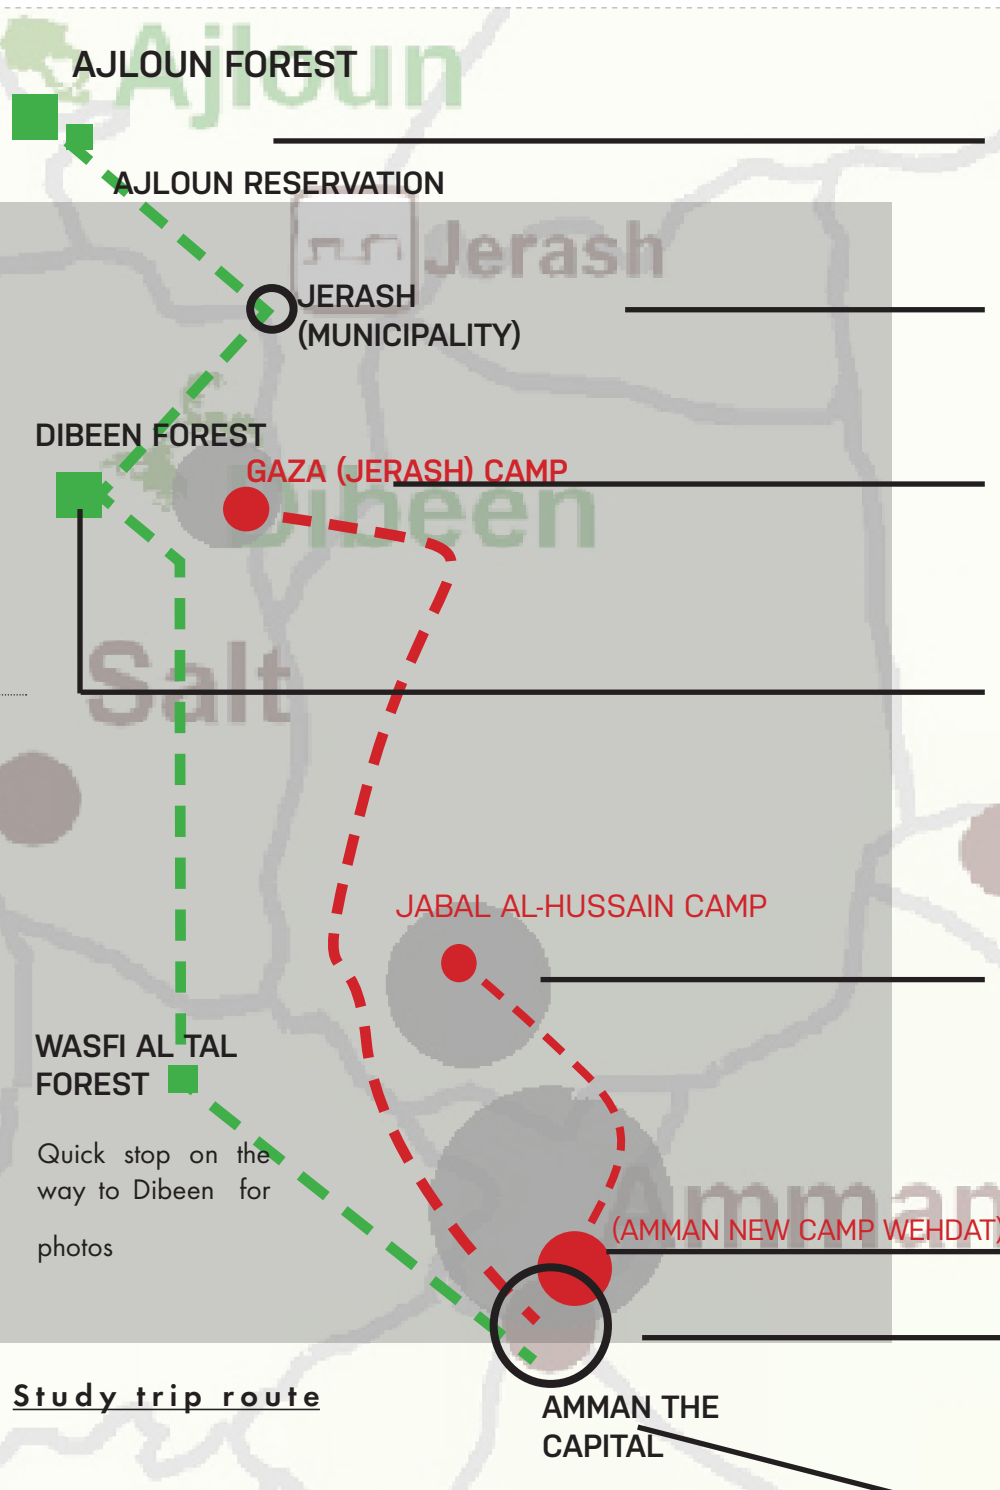 Ajloun
AJLOUN FOREST
AJLOUN RESERVATION
Jerash
JERASH
(MUNICIPALITY)
DIBEEN FOREST
GAZA (JERASH) CAMP
Dibeen
Salt
JABAL AL-HUSSAIN CAMP
WASFI AL TAL
FOREST
Quick stop on the
way to Dibeen for
photos
Amman
(AMMAN NEW CAMP WEHDAT)
Study trip route
AMMAN THE
CAPITAL